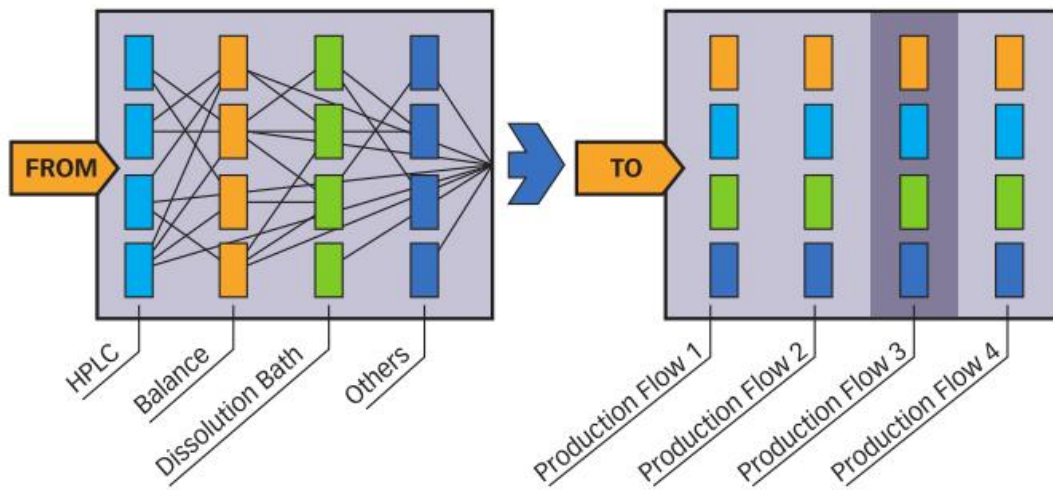 FROM
TO
HPLC
Balance
Dissolution Bath
Others
Production Flow 1
Production Flow 2
Production Flow 3
Production Flow 4